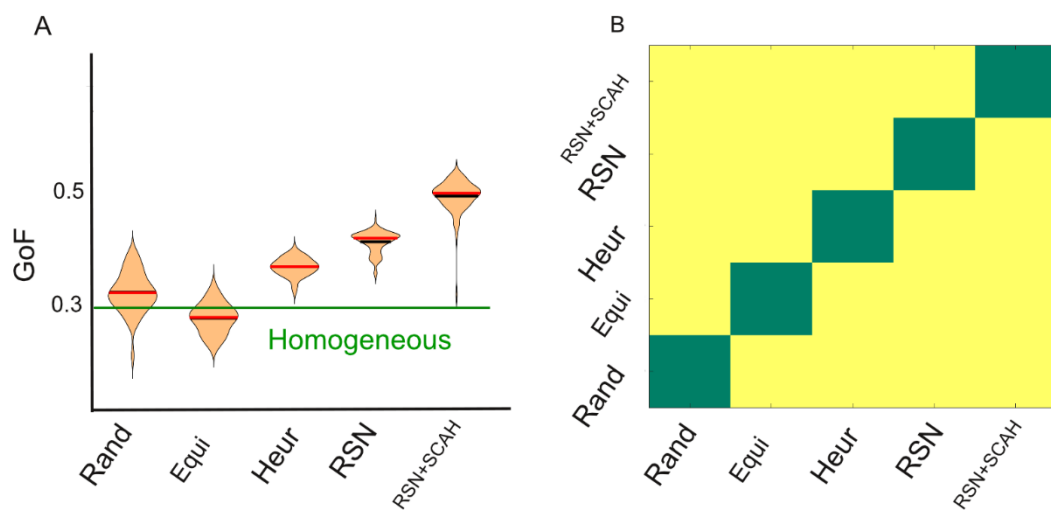 A
B
GoF
0.5
0.3
Homogeneous
Rand
Equi
Heur
RSN
RSN+SCAH
RSN+SCAH
RSN
Heur
Equi
Rand
Rand
Equi
Heur
RSN
RSN+SCAH